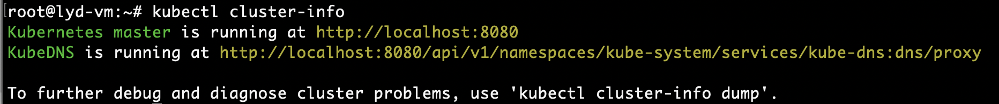 root@lyd-vm:~# kubectl cluster-info
Kubernetes master is running at http://localhost:8080
KubeDNS is running at http://localhost:8080/api/v1/namespaces/kube-system/services/kube-dns:dns/proxy

To further debug and diagnose cluster problems, use 'kubectl cluster-info dump'.